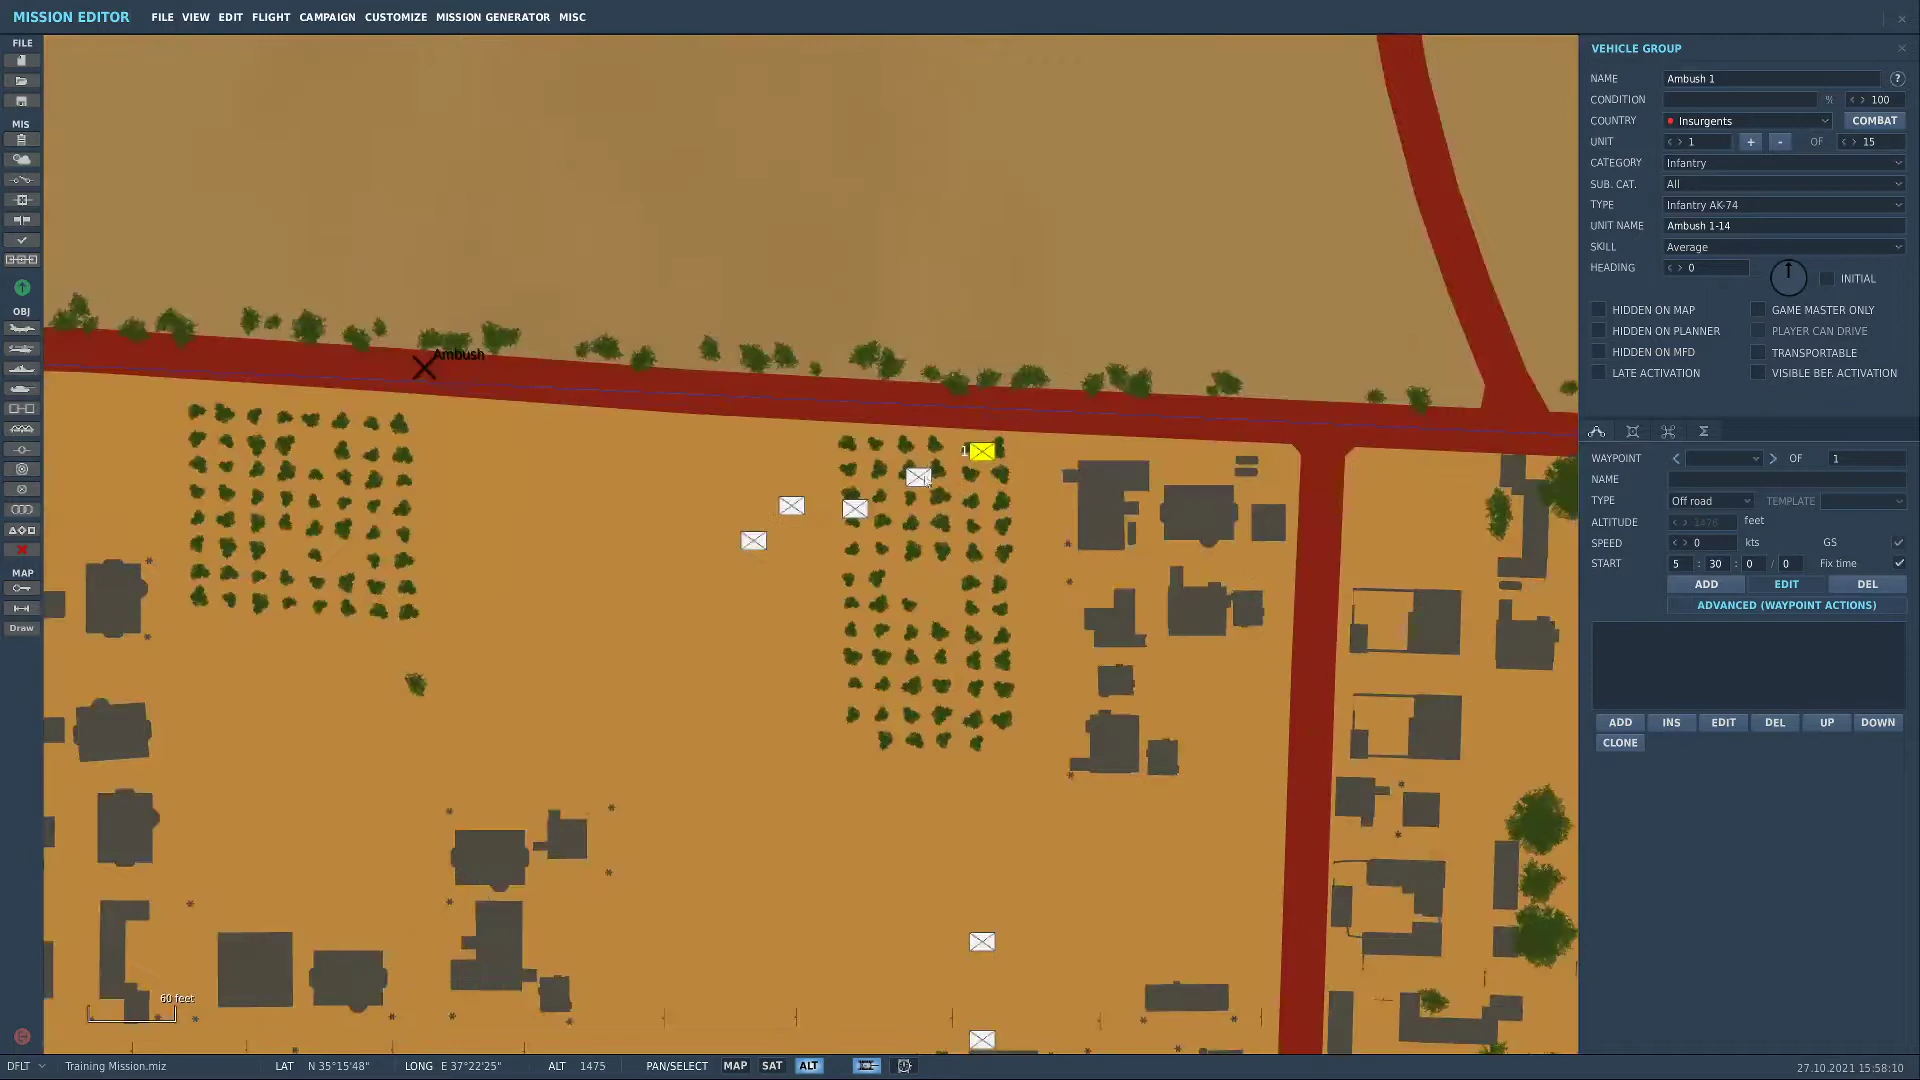 MISSION EDITOR
FILE VIEW EDIT FLIGHT CAMPAIGN CUSTOMIZE MISSION GENERATOR MISC
FILE
MIS
OBJ
MAP
Draw
Ambush
1
60 feet
VEHICLE GROUP
NAME Ambush 1 ?
CONDITION % < > 100
COUNTRY Insurgents COMBAT
UNIT < > 1 + - OF < > 15
CATEGORY Infantry
SUB. CAT. All
TYPE Infantry AK-74
UNIT NAME Ambush 1-14
SKILL Average
HEADING < > 0 INITIAL
HIDDEN ON MAP GAME MASTER ONLY
HIDDEN ON PLANNER PLAYER CAN DRIVE
HIDDEN ON MFD TRANSPORTABLE
LATE ACTIVATION VISIBLE BEF. ACTIVATION
WAYPOINT < > OF 1
NAME
TYPE Off road TEMPLATE
ALTITUDE < > 1476 feet
SPEED < > 0 kts GS
START 5 : 30 : 0 / 0 Fix time
ADD EDIT DEL
ADVANCED (WAYPOINT ACTIONS)
ADD INS EDIT DEL UP DOWN
CLONE
DFLT Training Mission.miz LAT N 35°15'48" LONG E 37°22'25" ALT 1475 PAN/SELECT MAP SAT ALT 27.10.2021 15:58:10